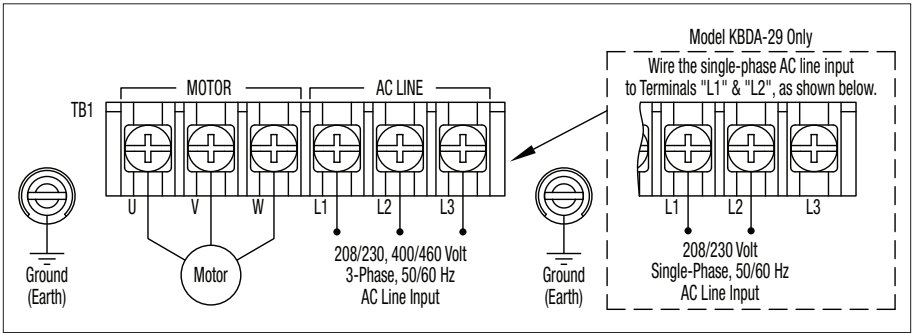 Model KBDA-29 Only
Wire the single-phase AC line input
to Terminals "L1" & "L2", as shown below.
MOTOR
AC LINE
TB1
U
V
W
L1
L2
L3
L1
L2
L3
Ground
(Earth)
Motor
208/230, 400/460 Volt
3-Phase, 50/60 Hz
AC Line Input
Ground
(Earth)
208/230 Volt
Single-Phase, 50/60 Hz
AC Line Input